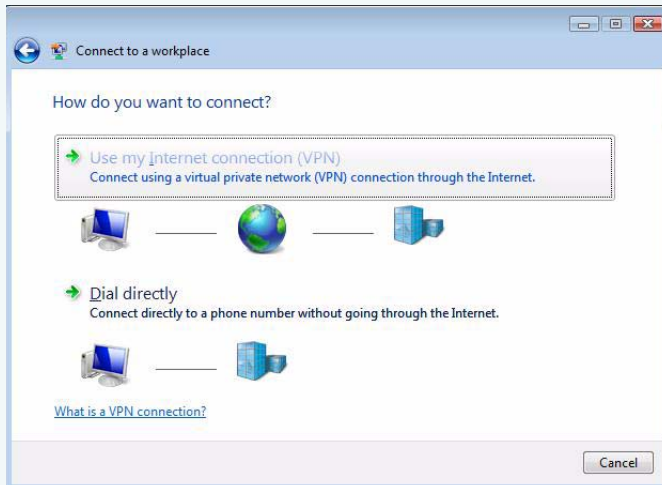 Connect to a workplace
How do you want to connect?
Use my Internet connection (VPN)
Connect using a virtual private network (VPN) connection through the Internet.
Dial directly
Connect directly to a phone number without going through the Internet.
What is a VPN connection?
Cancel